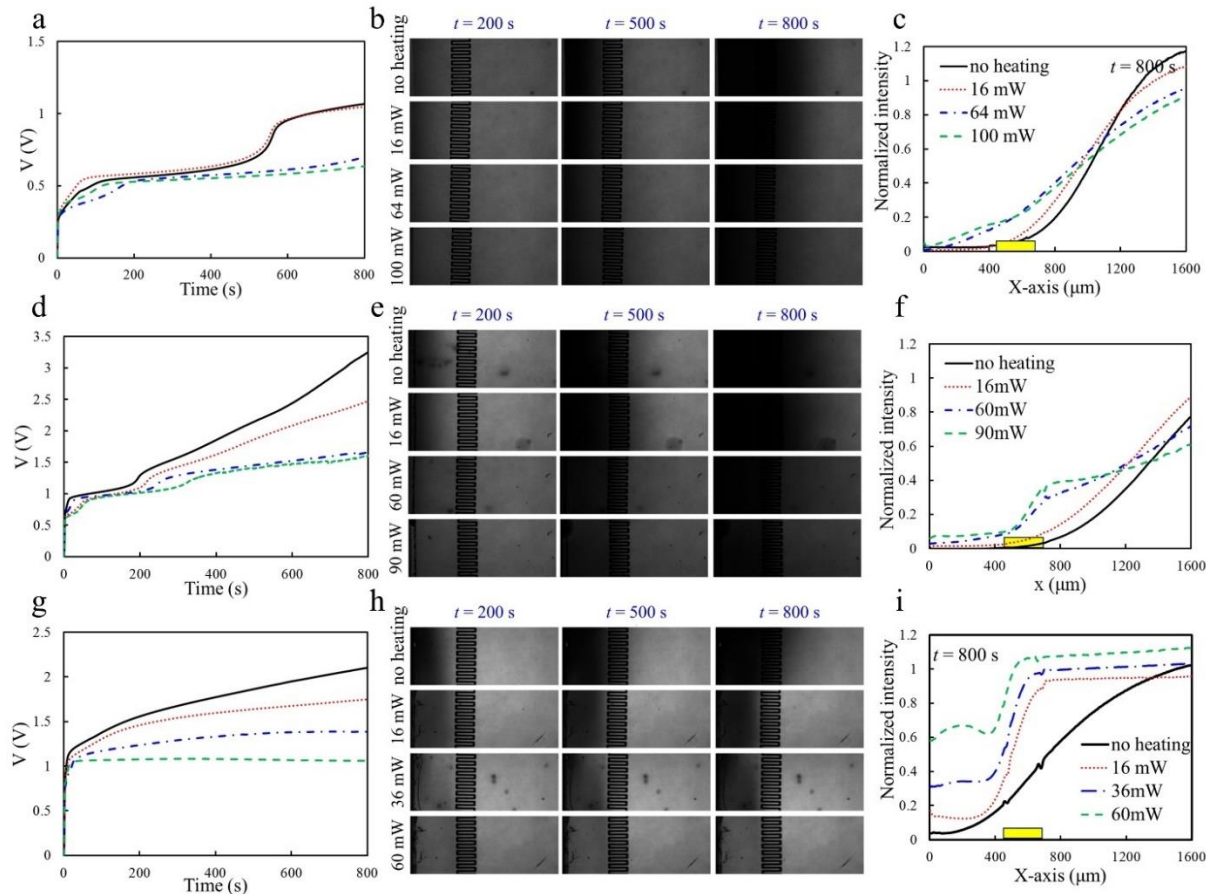 a
1.5
1
0.5
0
V (V)
0 200 400 600 800
Time (s)
b
t = 200 s t = 500 s t = 800 s
no heating
16 mW
64 mW
100 mW
c
1.2
1
0.8
0.6
0.4
0.2
0
Normalized intensity
no heating
16 mW
64 mW
100 mW
t = 800 s
0 400 800 1200 1600
X-axis (μm)
d
3.5
3
2.5
2
1.5
1
0.5
0
V (V)
0 200 400 600 800
Time (s)
e
t = 200 s t = 500 s t = 800 s
no heating
16 mW
60 mW
90 mW
f
1.2
1
0.8
0.6
0.4
0.2
0
Normalized intensity
no heating
16mW
60mW
90mW
0 400 800 1200 1600
x (μm)
g
2.5
2
1.5
1
0.5
0
V (V)
0 200 400 600 800
Time (s)
h
t = 200 s t = 500 s t = 800 s
no heating
16 mW
36 mW
60 mW
i
1.2
1
0.8
0.6
0.4
0.2
0
Normalized intensity
t = 800 s
no heating
16 mW
36mW
60mW
0 400 800 1200 1600
X-axis (μm)